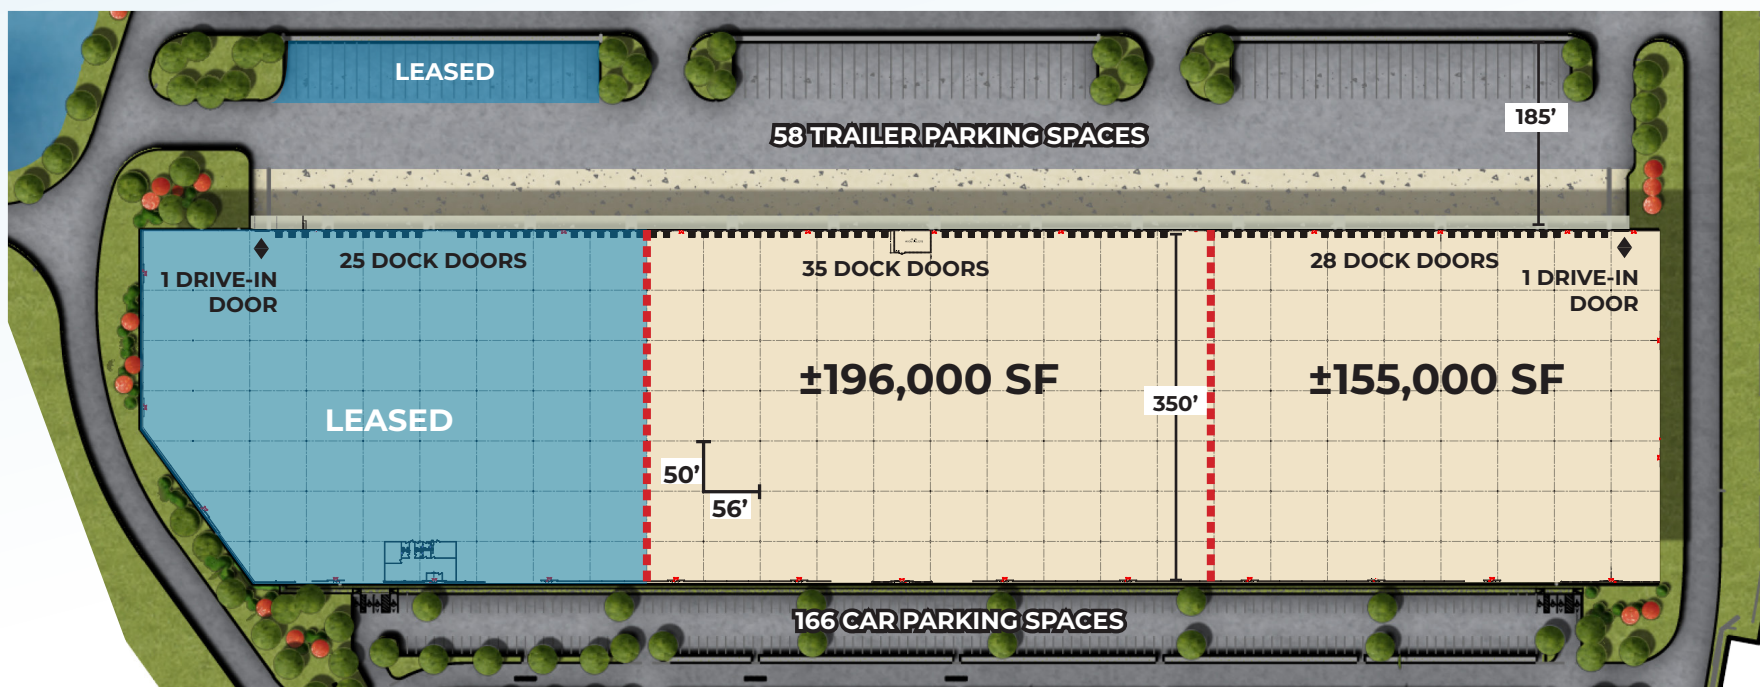 LEASED
185’
58 TRAILER PARKING SPACES
25 DOCK DOORS
35 DOCK DOORS
28 DOCK DOORS
1 DRIVE-IN
DOOR
1 DRIVE-IN
DOOR
±196,000 SF
±155,000 SF
350’
LEASED
50’
56’
166 CAR PARKING SPACES